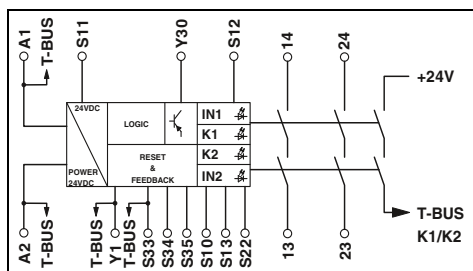 A1
T-BUS
S11
Y30
S12
14
24
+24V
24VDC
LOGIC
IN1
K1
K2
IN2
RESET
&
FEEDBACK
POWER
24VDC
A2
T-BUS
T-BUS
Y1
T-BUS
S33
S34
S35
S10
S13
S22
13
23
T-BUS
K1/K2